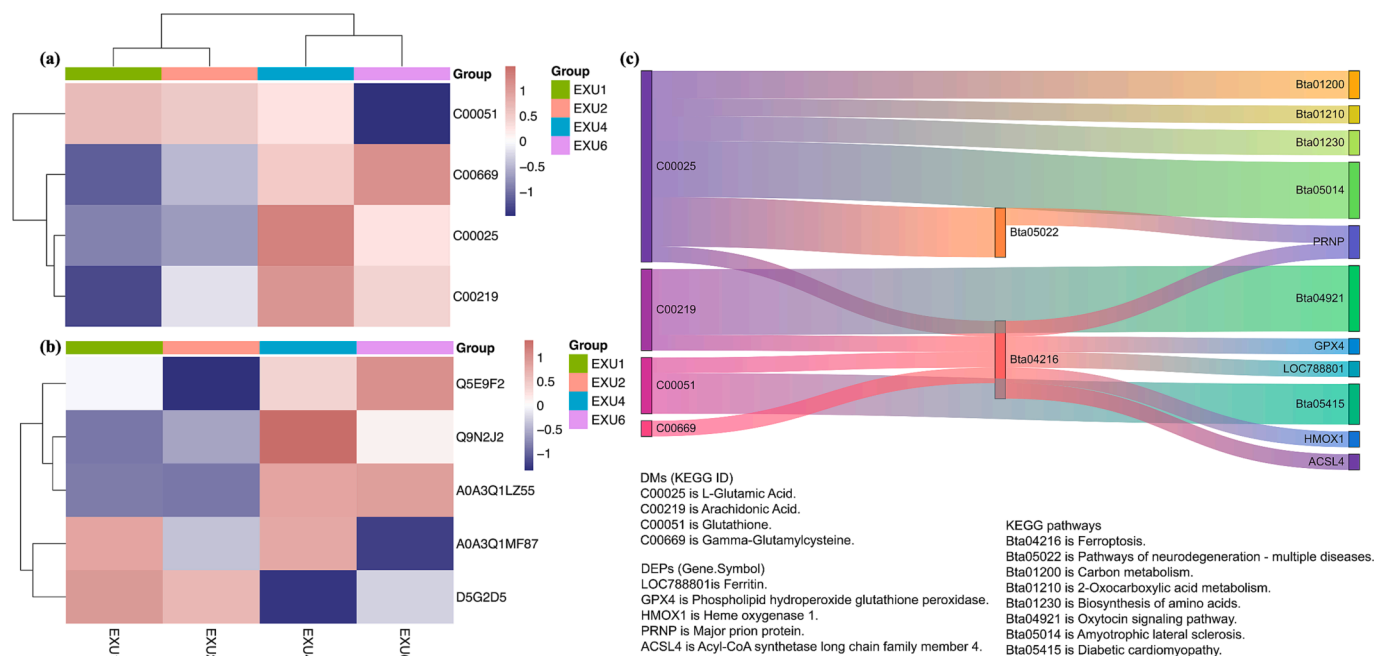 (a)
Group
C00051
C00669
C00025
C00219
1
0.5
0
−0.5
−1
Group
EXU1
EXU2
EXU4
EXU6
(b)
Group
Q5E9F2
Q9N2J2
A0A3Q1LZ55
A0A3Q1MF87
D5G2D5
1
0.5
0
−0.5
−1
Group
EXU1
EXU2
EXU4
EXU6
(c)
C00025
C00219
C00051
C00669
Bta05022
Bta04216
Bta01200
Bta01210
Bta01230
Bta05014
PRNP
Bta04921
GPX4
LOC788801
Bta05415
HMOX1
ACSL4
DMs (KEGG ID)
C00025 is L-Glutamic Acid.
C00219 is Arachidonic Acid.
C00051 is Glutathione.
C00669 is Gamma-Glutamylcysteine.
DEPs (Gene.Symbol)
LOC788801is Ferritin.
GPX4 is Phospholipid hydroperoxide glutathione peroxidase.
HMOX1 is Heme oxygenase 1.
PRNP is Major prion protein.
ACSL4 is Acyl-CoA synthetase long chain family member 4.
KEGG pathways
Bta04216 is Ferroptosis.
Bta05022 is Pathways of neurodegeneration - multiple diseases.
Bta01200 is Carbon metabolism.
Bta01210 is 2-Oxocarboxylic acid metabolism.
Bta01230 is Biosynthesis of amino acids.
Bta04921 is Oxytocin signaling pathway.
Bta05014 is Amyotrophic lateral sclerosis.
Bta05415 is Diabetic cardiomyopathy.